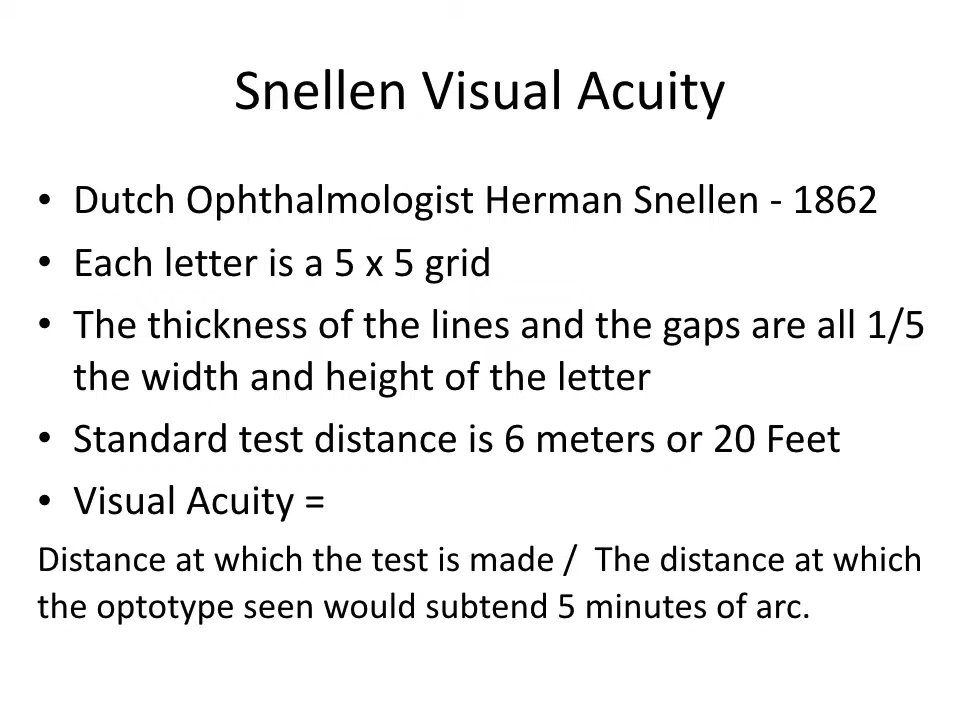 Snellen Visual Acuity
• Dutch Ophthalmologist Herman Snellen - 1862
• Each letter is a 5 x 5 grid
• The thickness of the lines and the gaps are all 1/5
the width and height of the letter
• Standard test distance is 6 meters or 20 Feet
• Visual Acuity =
Distance at which the test is made / The distance at which
the optotype seen would subtend 5 minutes of arc.